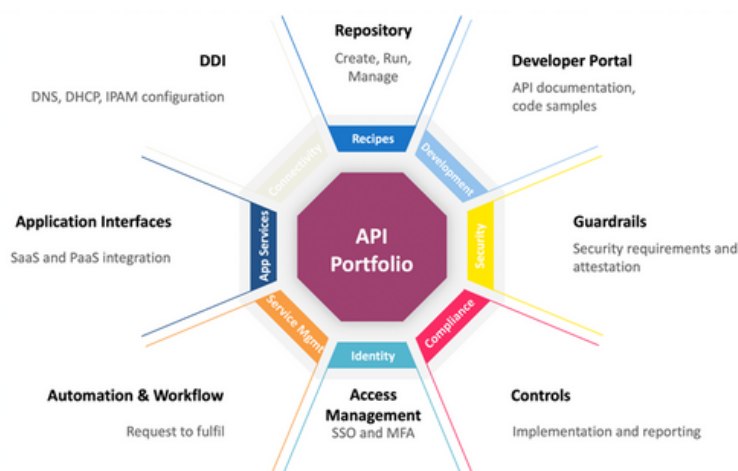 Repository
Create, Run,
Manage
DDI
DNS, DHCP, IPAM configuration
Developer Portal
API documentation,
code samples
Recipes
Connectivity
Development
API
Portfolio
Application Interfaces
SaaS and PaaS integration
App Services
Security
Guardrails
Security requirements and
attestation
Service Mgmt
Compliance
Identity
Automation & Workflow
Request to fulfil
Access
Management
SSO and MFA
Controls
Implementation and reporting